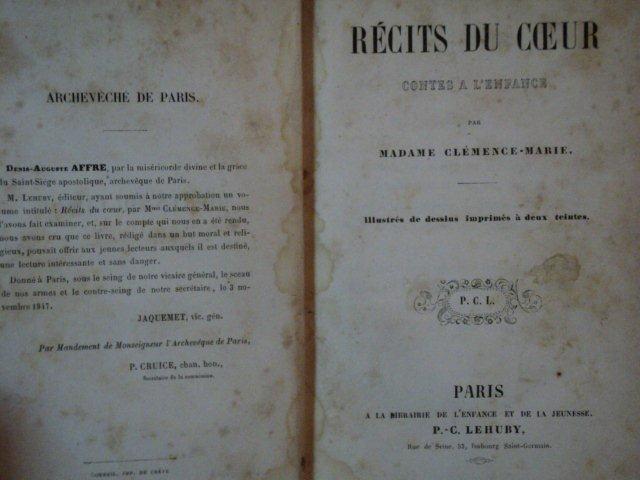 ARCHEVÊCHÉ DE PARIS.
Denis-Auguste AFFRE, par la miséricorde divine et la grâce
du Saint-Siége apostolique, archevêque de Paris.
M. Lehuby, éditeur, ayant soumis à notre approbation un vo-
lume intitulé : Récits du cœur, par Mme Clémence-Marie, nous
l'avons fait examiner, et, sur le compte qui nous en a été rendu,
nous avons cru que ce livre, rédigé dans un but moral et reli-
gieux, pouvait offrir aux jeunes lecteurs auxquels il est destiné,
une lecture intéressante et sans danger.
Donné à Paris, sous le seing de notre vicaire général, le sceau
de nos armes et le contre-seing de notre secrétaire, le 3 no-
vembre 1847.
JAQUEMET, vic. gén.
Par Mandement de Monseigneur l'Archevêque de Paris,
P. CRUICE, chan. hon.,
Secrétaire de la commission.
CORBEIL, IMP. DE CRÉTÉ
RÉCITS DU CŒUR
CONTES A L'ENFANCE
PAR
MADAME CLÉMENCE-MARIE.
Illustrés de dessins imprimés à deux teintes.
P. C. L.
PARIS
A LA LIBRAIRIE DE L'ENFANCE ET DE LA JEUNESSE.
P.-C. LEHUBY,
Rue de Seine, 53, faubourg Saint-Germain.